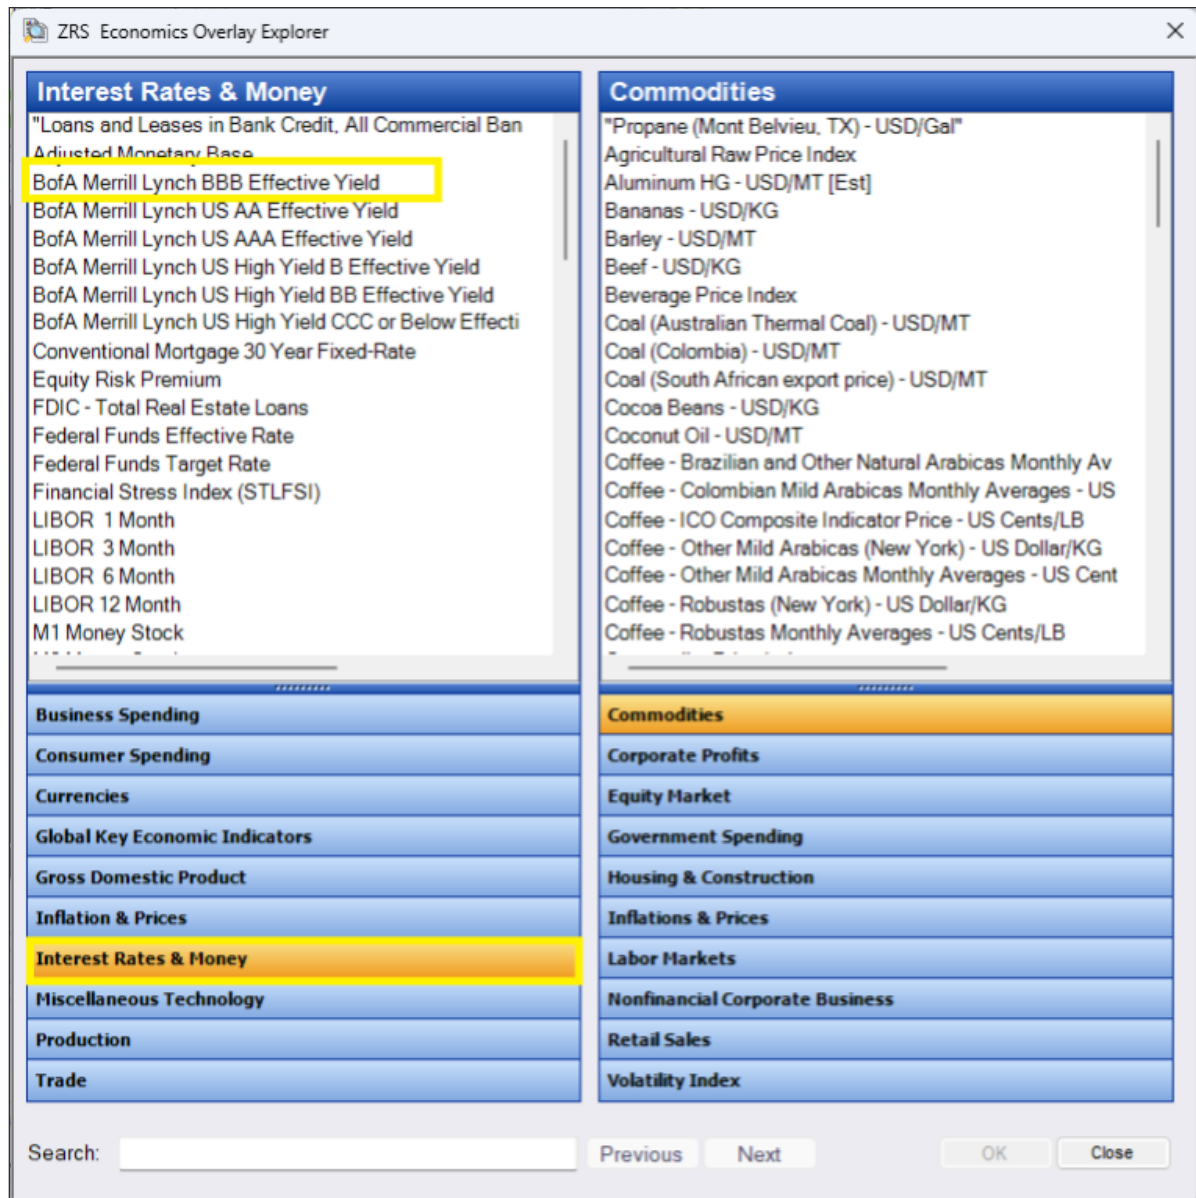 ZRS Economics Overlay Explorer
Interest Rates & Money
"Loans and Leases in Bank Credit, All Commercial Ban
Adjusted Monetary Base
BofA Merrill Lynch BBB Effective Yield
BofA Merrill Lynch US AA Effective Yield
BofA Merrill Lynch US AAA Effective Yield
BofA Merrill Lynch US High Yield B Effective Yield
BofA Merrill Lynch US High Yield BB Effective Yield
BofA Merrill Lynch US High Yield CCC or Below Effecti
Conventional Mortgage 30 Year Fixed-Rate
Equity Risk Premium
FDIC - Total Real Estate Loans
Federal Funds Effective Rate
Federal Funds Target Rate
Financial Stress Index (STLFSI)
LIBOR 1 Month
LIBOR 3 Month
LIBOR 6 Month
LIBOR 12 Month
M1 Money Stock
Business Spending
Consumer Spending
Currencies
Global Key Economic Indicators
Gross Domestic Product
Inflation & Prices
Interest Rates & Money
Miscellaneous Technology
Production
Trade
Commodities
"Propane (Mont Belvieu, TX) - USD/Gal"
Agricultural Raw Price Index
Aluminum HG - USD/MT [Est]
Bananas - USD/KG
Barley - USD/MT
Beef - USD/KG
Beverage Price Index
Coal (Australian Thermal Coal) - USD/MT
Coal (Colombia) - USD/MT
Coal (South African export price) - USD/MT
Cocoa Beans - USD/KG
Coconut Oil - USD/MT
Coffee - Brazilian and Other Natural Arabicas Monthly Av
Coffee - Colombian Mild Arabicas Monthly Averages - US
Coffee - ICO Composite Indicator Price - US Cents/LB
Coffee - Other Mild Arabicas (New York) - US Dollar/KG
Coffee - Other Mild Arabicas Monthly Averages - US Cent
Coffee - Robustas (New York) - US Dollar/KG
Coffee - Robustas Monthly Averages - US Cents/LB
Commodities
Corporate Profits
Equity Market
Government Spending
Housing & Construction
Inflations & Prices
Labor Markets
Nonfinancial Corporate Business
Retail Sales
Volatility Index
Search:
Previous
Next
OK
Close